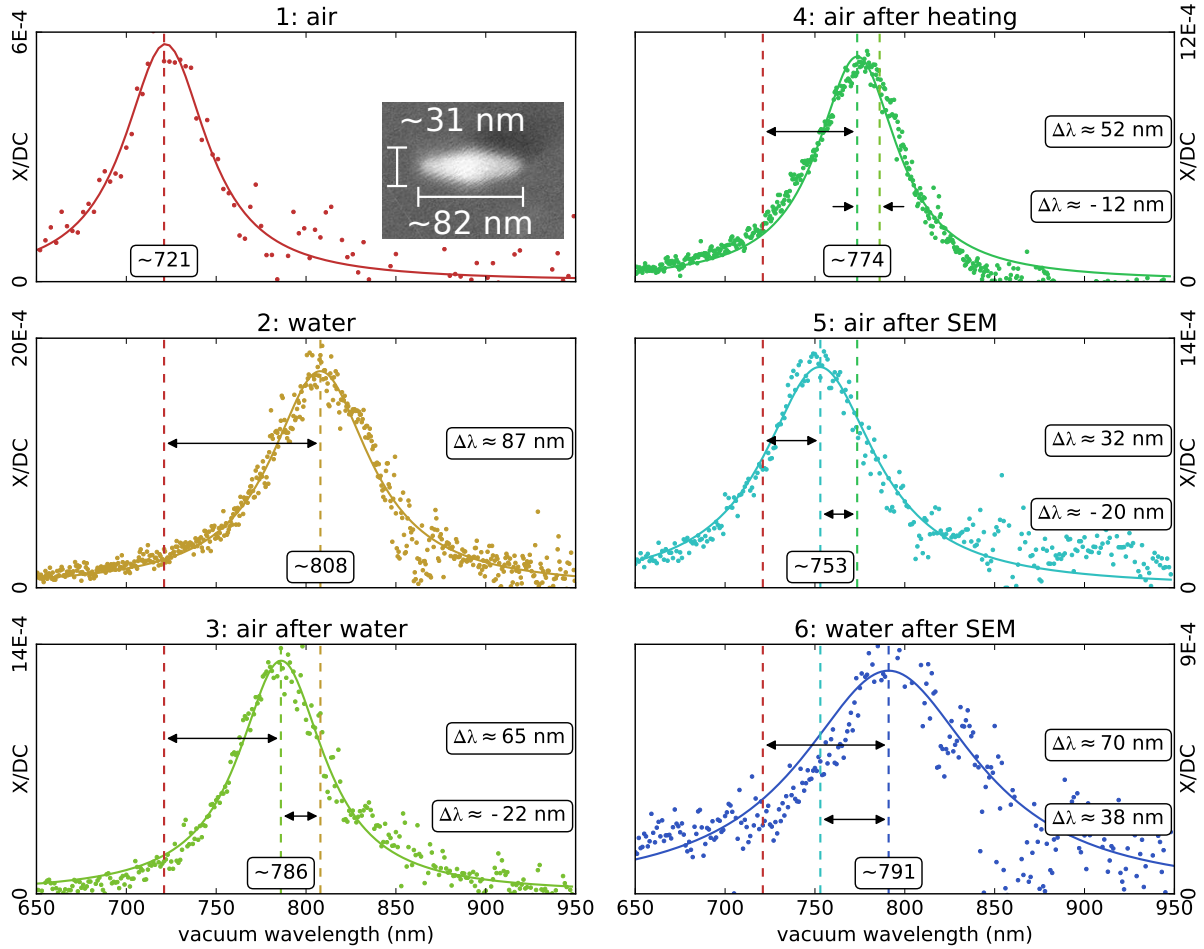 1: air
6E-4
X/DC
0
~31 nm
~82 nm
~721
2: water
20E-4
X/DC
0
Δλ ≈ 87 nm
~808
3: air after water
14E-4
X/DC
0
Δλ ≈ 65 nm
Δλ ≈ -22 nm
~786
650 700 750 800 850 900 950
vacuum wavelength (nm)
4: air after heating
12E-4
X/DC
0
Δλ ≈ 52 nm
Δλ ≈ -12 nm
~774
5: air after SEM
14E-4
X/DC
0
Δλ ≈ 32 nm
Δλ ≈ -20 nm
~753
6: water after SEM
9E-4
X/DC
0
Δλ ≈ 70 nm
Δλ ≈ 38 nm
~791
650 700 750 800 850 900 950
vacuum wavelength (nm)